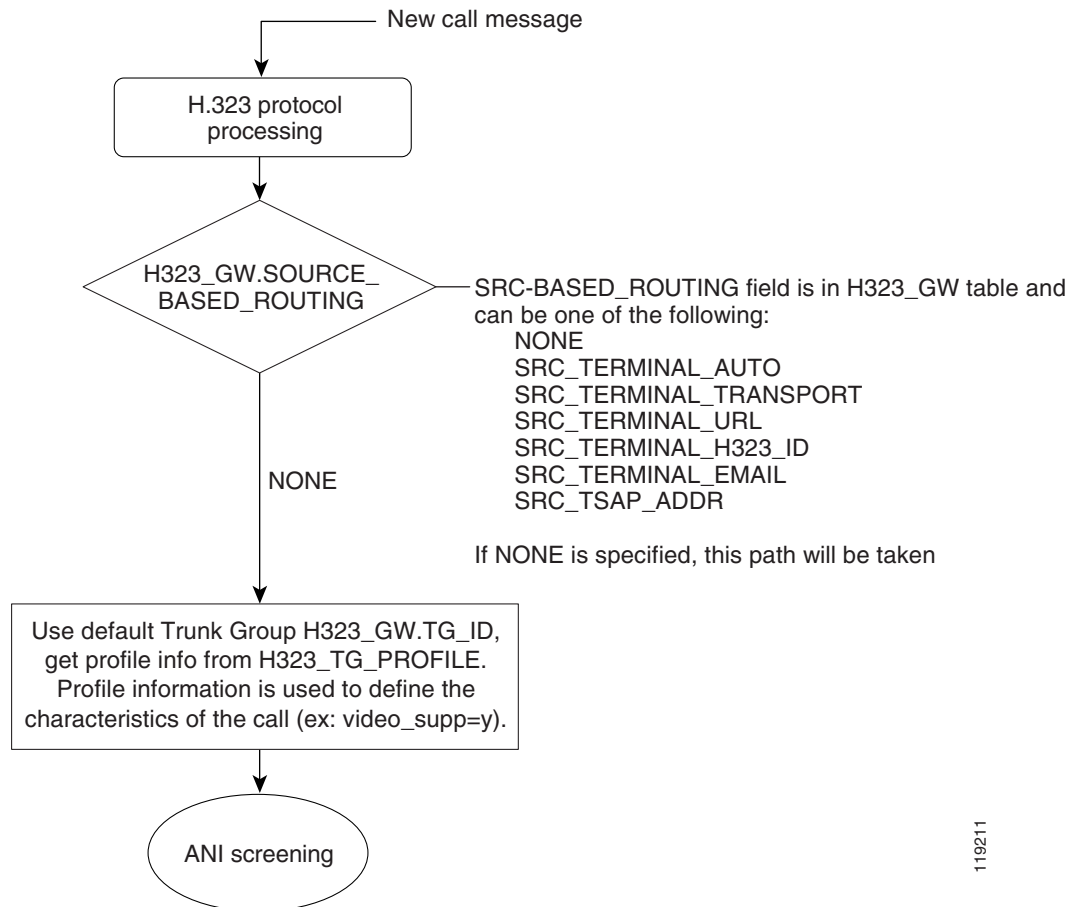 New call message
H.323 protocol
processing
H323_GW.SOURCE_
BASED_ROUTING
SRC-BASED_ROUTING field is in H323_GW table and
can be one of the following:
NONE
SRC_TERMINAL_AUTO
SRC_TERMINAL_TRANSPORT
SRC_TERMINAL_URL
SRC_TERMINAL_H323_ID
SRC_TERMINAL_EMAIL
SRC_TSAP_ADDR
NONE
If NONE is specified, this path will be taken
Use default Trunk Group H323_GW.TG_ID,
get profile info from H323_TG_PROFILE.
Profile information is used to define the
characteristics of the call (ex: video_supp=y).
ANI screening
119211